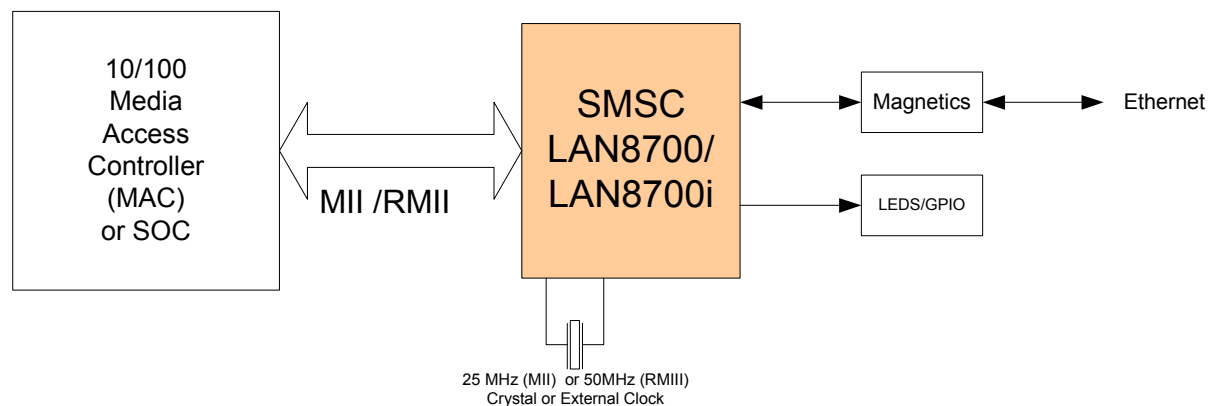 10/100
Media
Access
Controller
(MAC)
or SOC
MII /RMII
SMSC
LAN8700/
LAN8700i
Magnetics
Ethernet
LEDS/GPIO
25 MHz (MII) or 50MHz (RMIII)
Crystal or External Clock